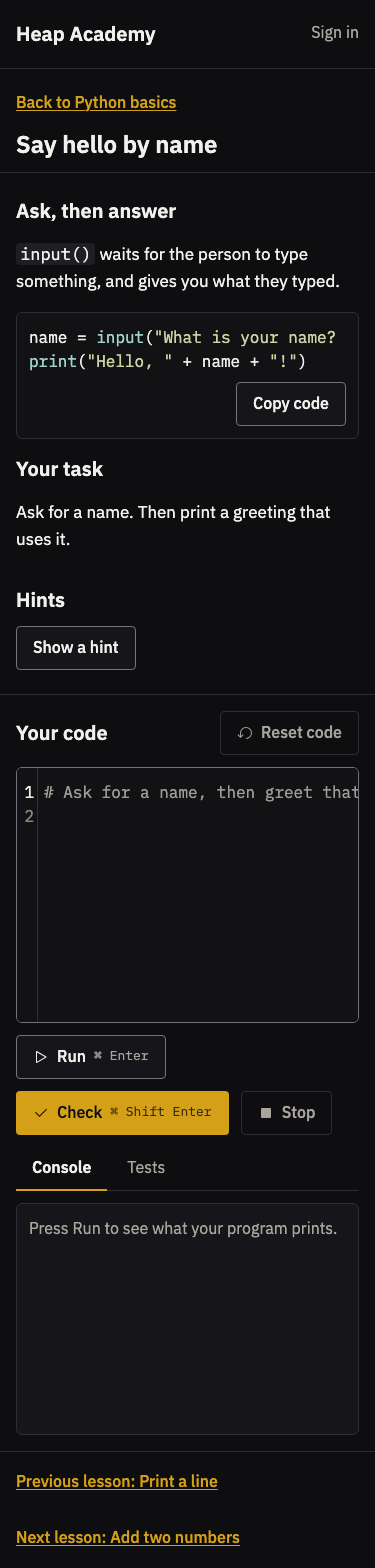 Heap Academy
Sign in
Back to Python basics
Say hello by name
Ask, then answer
input() waits for the person to type
something, and gives you what they typed.
name = input("What is your name?
print("Hello, " + name + "!")
Copy code
Your task
Ask for a name. Then print a greeting that
uses it.
Hints
Show a hint
Your code
Reset code
1 # Ask for a name, then greet that
2
Run ⌘ Enter
Check ⌘ Shift Enter
Stop
Console
Tests
Press Run to see what your program prints.
Previous lesson: Print a line
Next lesson: Add two numbers